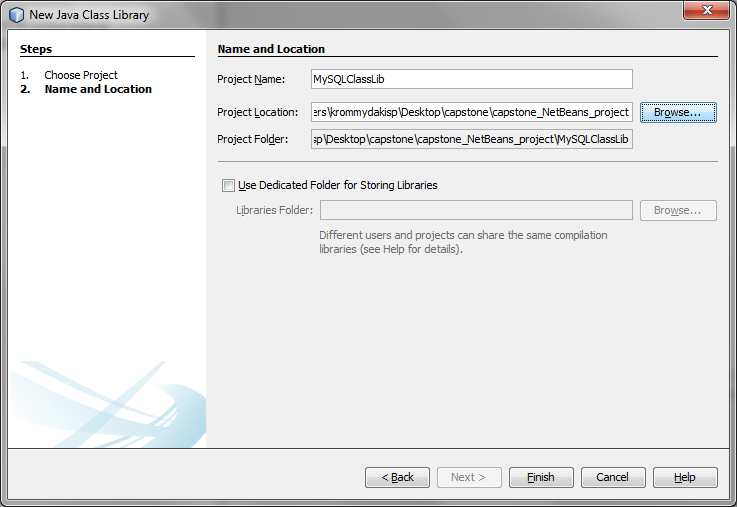 New Java Class Library
Steps
1. Choose Project
2. Name and Location
Name and Location
Project Name: MySQLClassLib
Project Location: ers\krommydakisp\Desktop\capstone\capstone_NetBeans_project Browse...
Project Folder: sp\Desktop\capstone\capstone_NetBeans_project\MySQLClassLib
Use Dedicated Folder for Storing Libraries
Libraries Folder: Browse...
Different users and projects can share the same compilation
libraries (see Help for details).
< Back Next > Finish Cancel Help